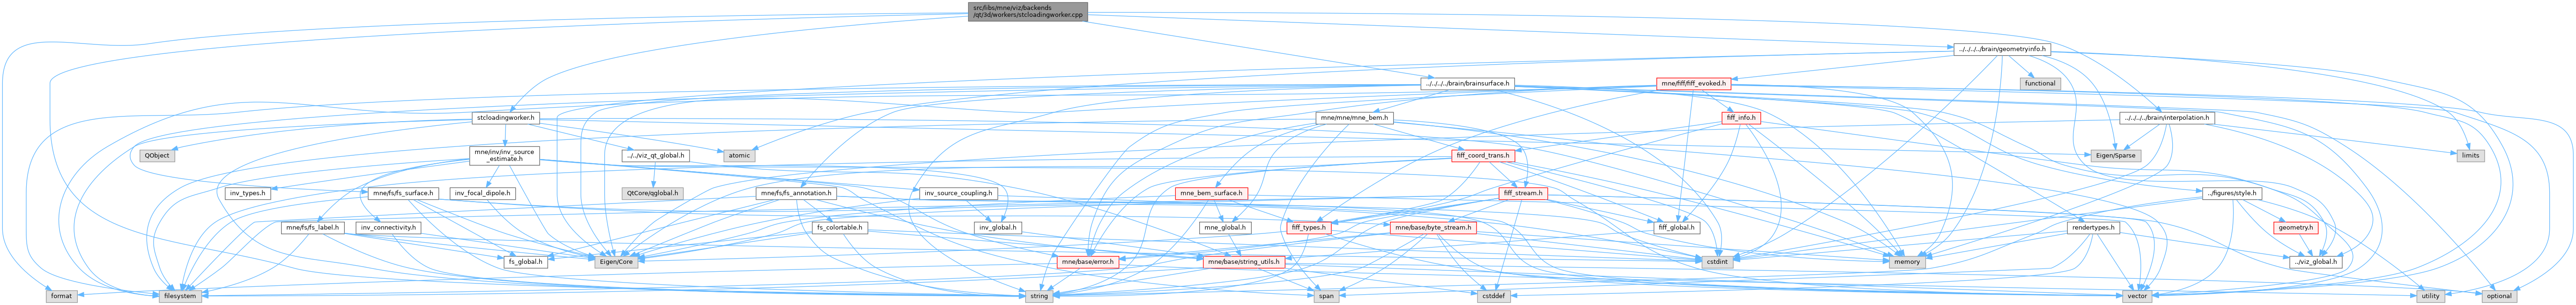 src/libs/mne/viz/backends
/qt/3d/workers/stcloadingworker.cpp
../../../../brain/geometryinfo.h
../../../../brain/brainsurface.h
mne/fiff/fiff_evoked.h
functional
stcloadingworker.h
mne/mne/mne_bem.h
fiff_info.h
../../../../brain/interpolation.h
QObject
mne/inv/inv_source
_estimate.h
../../viz_qt_global.h
atomic
fiff_coord_trans.h
Eigen/Sparse
limits
inv_types.h
mne/fs/fs_surface.h
inv_focal_dipole.h
QtCore/qglobal.h
mne/fs/fs_annotation.h
inv_source_coupling.h
mne_bem_surface.h
fiff_stream.h
../figures/style.h
mne/fs/fs_label.h
inv_connectivity.h
fs_colortable.h
inv_global.h
mne_global.h
fiff_types.h
mne/base/byte_stream.h
fiff_global.h
rendertypes.h
geometry.h
fs_global.h
Eigen/Core
mne/base/error.h
mne/base/string_utils.h
cstdint
memory
../viz_global.h
format
filesystem
string
span
cstddef
vector
utility
optional